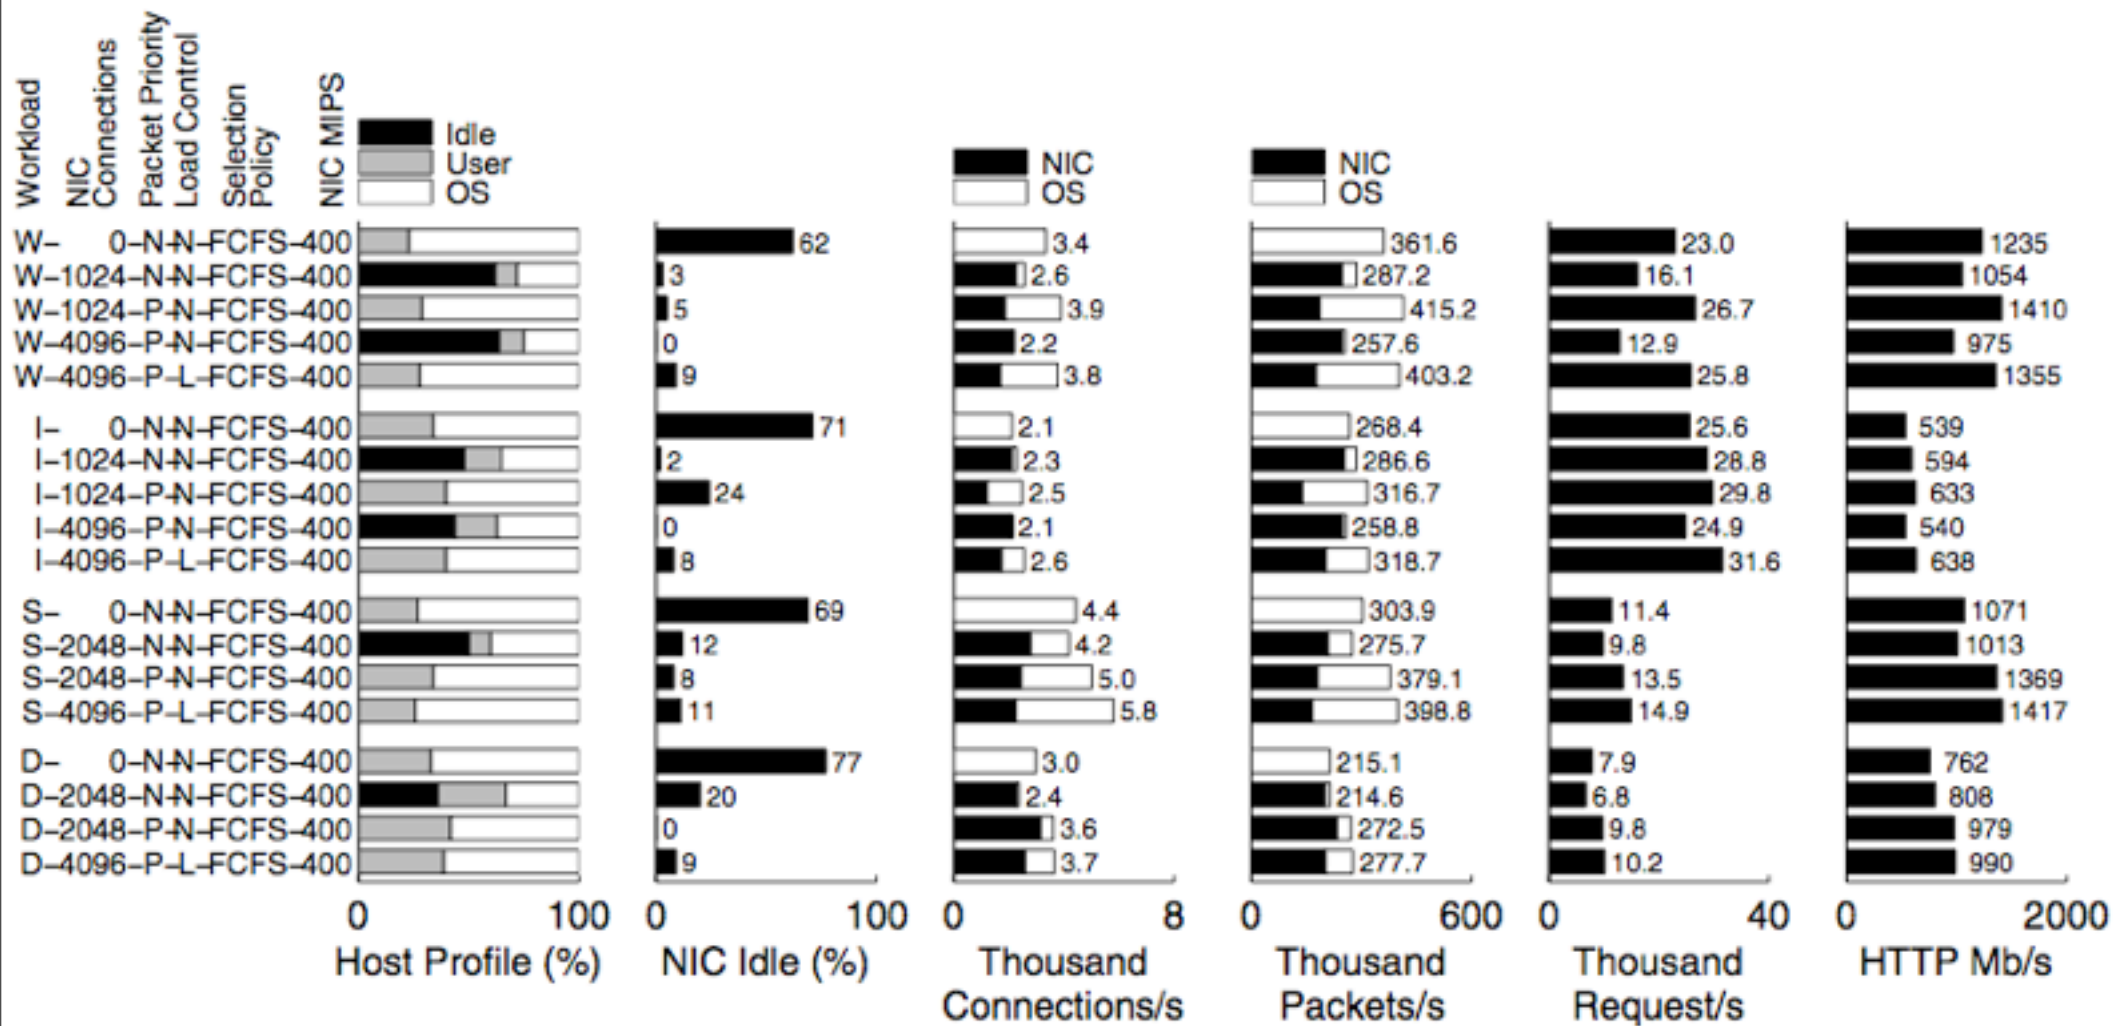 Workload
NIC
Connections
Packet Priority
Load Control
Selection
Policy
NIC MIPS
Idle
User
OS
NIC
OS
NIC
OS
W– 0–N–N–FCFS–400 62 3.4 361.6 23.0 1235
W–1024–N–N–FCFS–400 3 2.6 287.2 16.1 1054
W–1024–P–N–FCFS–400 5 3.9 415.2 26.7 1410
W–4096–P–N–FCFS–400 0 2.2 257.6 12.9 975
W–4096–P–L–FCFS–400 9 3.8 403.2 25.8 1355
I– 0–N–N–FCFS–400 71 2.1 268.4 25.6 539
I–1024–N–N–FCFS–400 2 2.3 286.6 28.8 594
I–1024–P–N–FCFS–400 24 2.5 316.7 29.8 633
I–4096–P–N–FCFS–400 0 2.1 258.8 24.9 540
I–4096–P–L–FCFS–400 8 2.6 318.7 31.6 638
S– 0–N–N–FCFS–400 69 4.4 303.9 11.4 1071
S–2048–N–N–FCFS–400 12 4.2 275.7 9.8 1013
S–2048–P–N–FCFS–400 8 5.0 379.1 13.5 1369
S–4096–P–L–FCFS–400 11 5.8 398.8 14.9 1417
D– 0–N–N–FCFS–400 77 3.0 215.1 7.9 762
D–2048–N–N–FCFS–400 20 2.4 214.6 6.8 808
D–2048–P–N–FCFS–400 0 3.6 272.5 9.8 979
D–4096–P–L–FCFS–400 9 3.7 277.7 10.2 990
0 100 0 100 0 8 0 600 0 40 0 2000
Host Profile (%) NIC Idle (%) Thousand Thousand Thousand HTTP Mb/s
Connections/s Packets/s Request/s